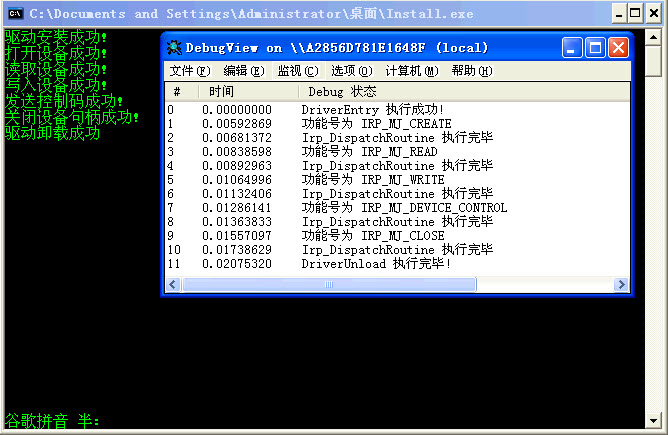 C:\Documents and Settings\Administrator\桌面\Install.exe
驱动安装成功!
打开设备成功!
读取设备成功!
写入设备成功!
发送控制码成功!
关闭设备句柄成功!
驱动卸载成功
DebugView on \\A2856D781E1648F (local)
文件(F) 编辑(E) 监视(C) 选项(O) 计算机(M) 帮助(H)
# 时间 Debug 状态
0 0.00000000 DriverEntry 执行成功!
1 0.00592869 功能号为 IRP_MJ_CREATE
2 0.00681372 Irp_DispatchRoutine 执行完毕
3 0.00838598 功能号为 IRP_MJ_READ
4 0.00892963 Irp_DispatchRoutine 执行完毕
5 0.01064996 功能号为 IRP_MJ_WRITE
6 0.01132406 Irp_DispatchRoutine 执行完毕
7 0.01286141 功能号为 IRP_MJ_DEVICE_CONTROL
8 0.01363833 Irp_DispatchRoutine 执行完毕
9 0.01557097 功能号为 IRP_MJ_CLOSE
10 0.01738629 Irp_DispatchRoutine 执行完毕
11 0.02075320 DriverUnload 执行完毕!
谷歌拼音 半: